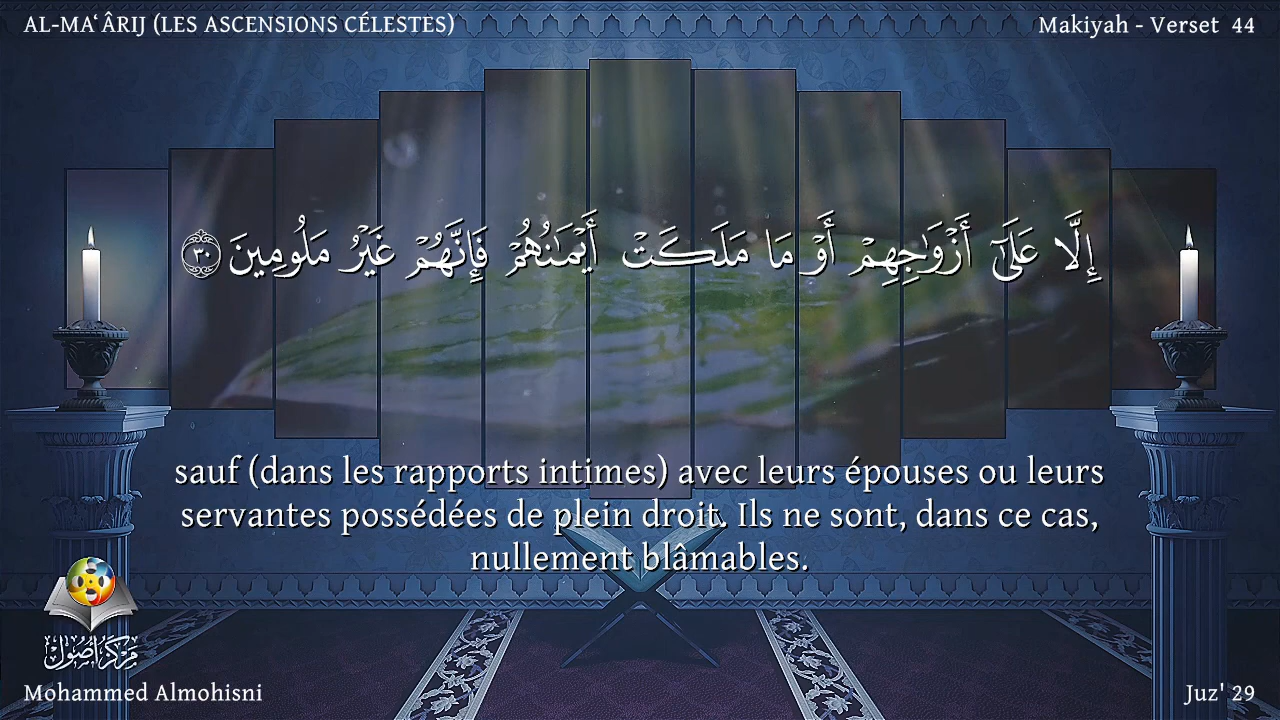 AL-MA‘ÂRIJ (LES ASCENSIONS CÉLESTES)
Makiyah - Verset 44
إِلَّا عَلَىٰٓ أَزْوَٰجِهِمْ أَوْ مَا مَلَكَتْ أَيْمَـٰنُهُمْ فَإِنَّهُمْ غَيْرُ مَلُومِينَ ٣٠
sauf (dans les rapports intimes) avec leurs épouses ou leurs
servantes possédées de plein droit. Ils ne sont, dans ce cas,
nullement blâmables.
مركز أصول
Mohammed Almohisni
Juz' 29